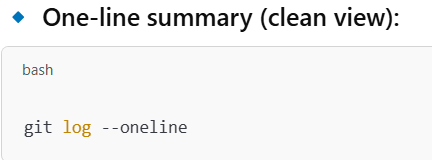 One-line summary (clean view):
bash
git log --oneline